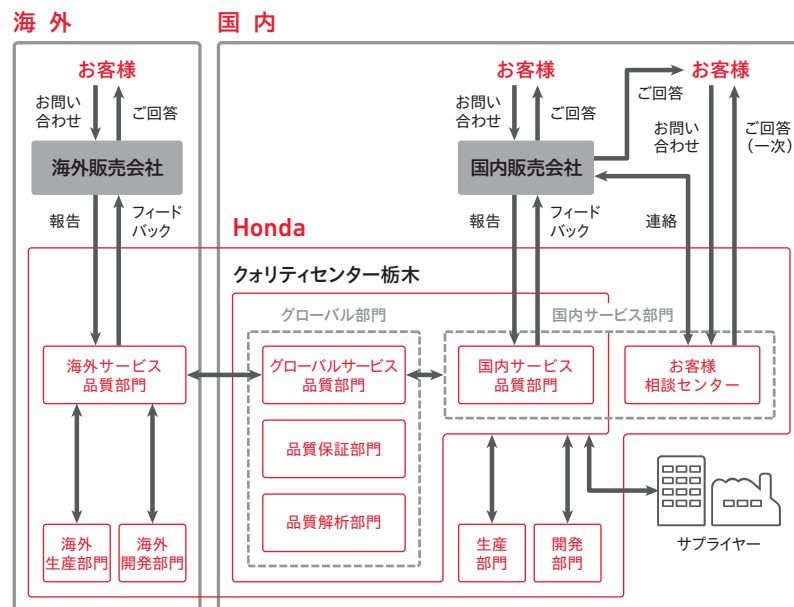 海 外
国 内
お客様
お客様
お客様
お問い
合わせ
ご回答
お問い
合わせ
ご回答
ご回答
お問い
合わせ
ご回答
（一次）
海外販売会社
国内販売会社
報告
フィード
バック
報告
フィード
バック
連絡
Honda
クォリティセンター栃木
グローバル部門
国内サービス部門
海外サービス
品質部門
グローバルサービス
品質部門
国内サービス
品質部門
お客様
相談センター
品質保証部門
品質解析部門
海外
生産部門
海外
開発部門
生産
部門
開発
部門
サプライヤー